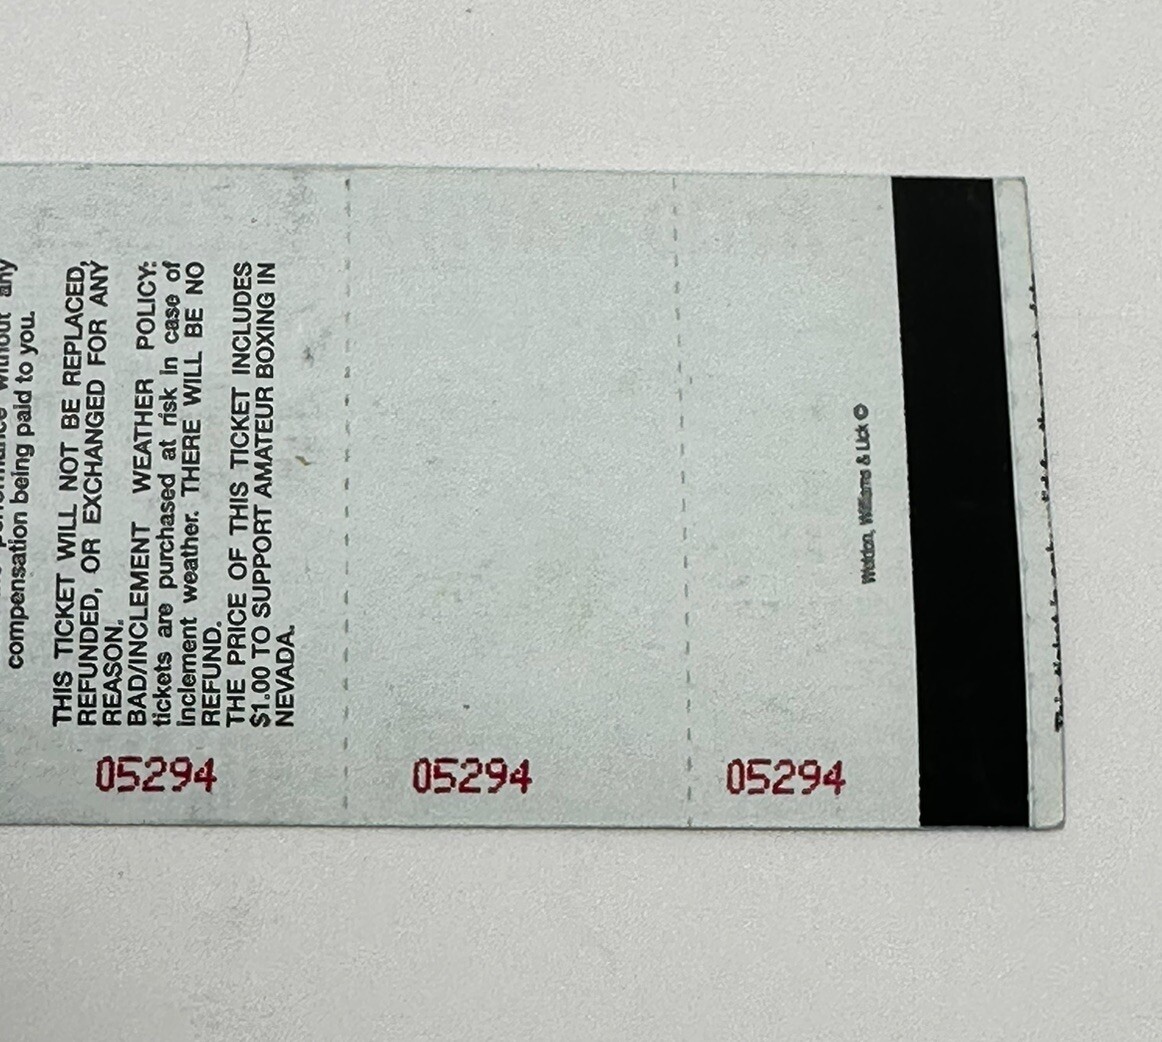 without any
compensation being paid to you.
THIS TICKET WILL NOT BE REPLACED,
REFUNDED, OR EXCHANGED FOR ANY
REASON.
BAD/INCLEMENT WEATHER POLICY:
tickets are purchased at risk in case of
inclement weather. THERE WILL BE NO
REFUND.
THE PRICE OF THIS TICKET INCLUDES
$1.00 TO SUPPORT AMATEUR BOXING IN
NEVADA.
05294
05294
05294
Weldon, Williams & Lick ©